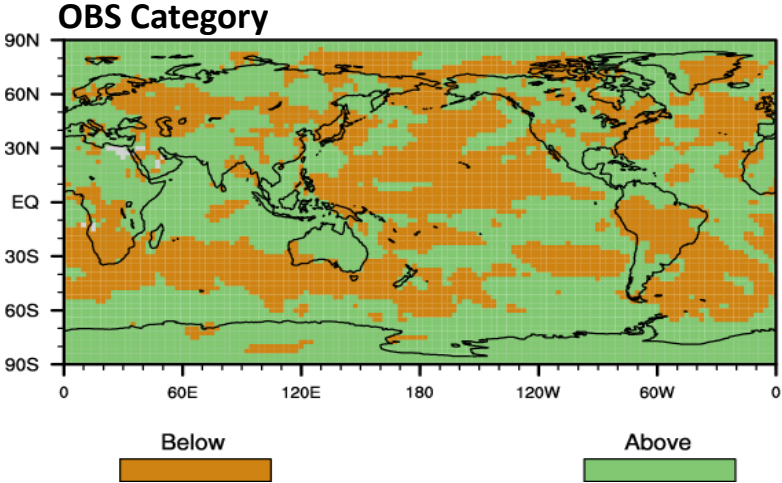 OBS Category
90N
60N
30N
EQ
30S
60S
90S
0 60E 120E 180 120W 60W 0
Below Above